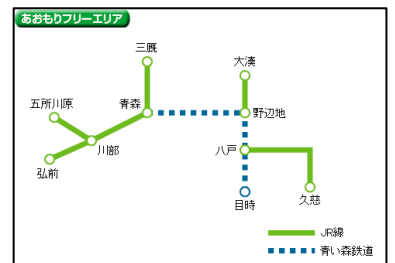 あおもりフリーエリア
三厩
大湊
五所川原
青森
野辺地
川部
八戸
弘前
目時
久慈
JR線
青い森鉄道